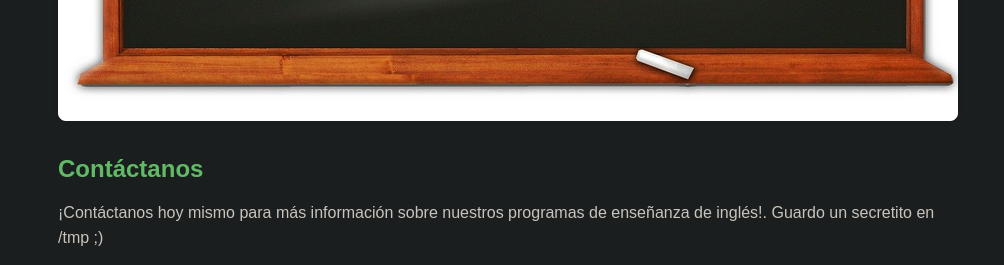 Contáctanos
¡Contáctanos hoy mismo para más información sobre nuestros programas de enseñanza de inglés!. Guardo un secretito en
/tmp ;)